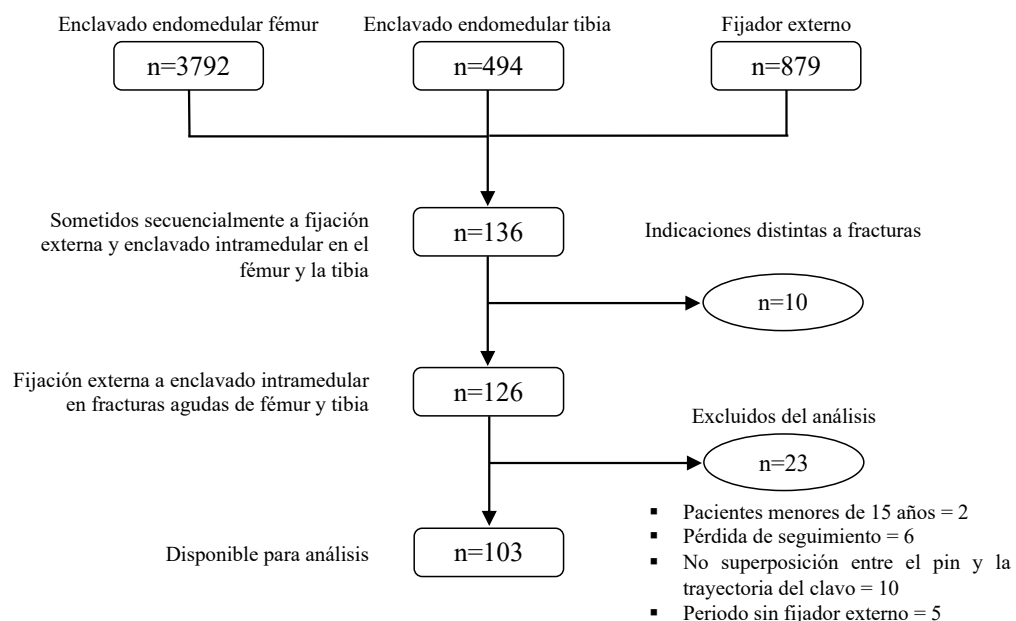 Enclavado endomedular fémur
Enclavado endomedular tibia
Fijador externo
n=3792
n=494
n=879
Sometidos secuencialmente a fijación
externa y enclavado intramedular en el
fémur y la tibia
n=136
Indicaciones distintas a fracturas
n=10
Fijación externa a enclavado intramedular
en fracturas agudas de fémur y tibia
n=126
Excluidos del análisis
n=23
▪ Pacientes menores de 15 años = 2
▪ Pérdida de seguimiento = 6
▪ No superposición entre el pin y la
trayectoria del clavo = 10
▪ Periodo sin fijador externo = 5
Disponible para análisis
n=103